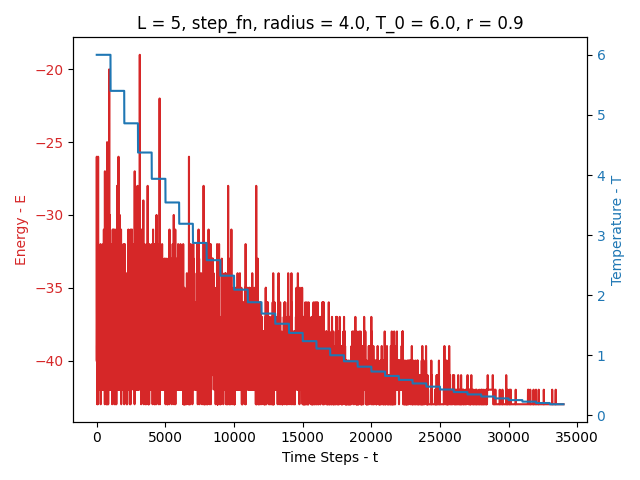 L = 5, step_fn, radius = 4.0, T_0 = 6.0, r = 0.9
−20
−25
−30
−35
−40
Energy - E
6
5
4
3
2
1
0
Temperature - T
0 5000 10000 15000 20000 25000 30000 35000
Time Steps - t